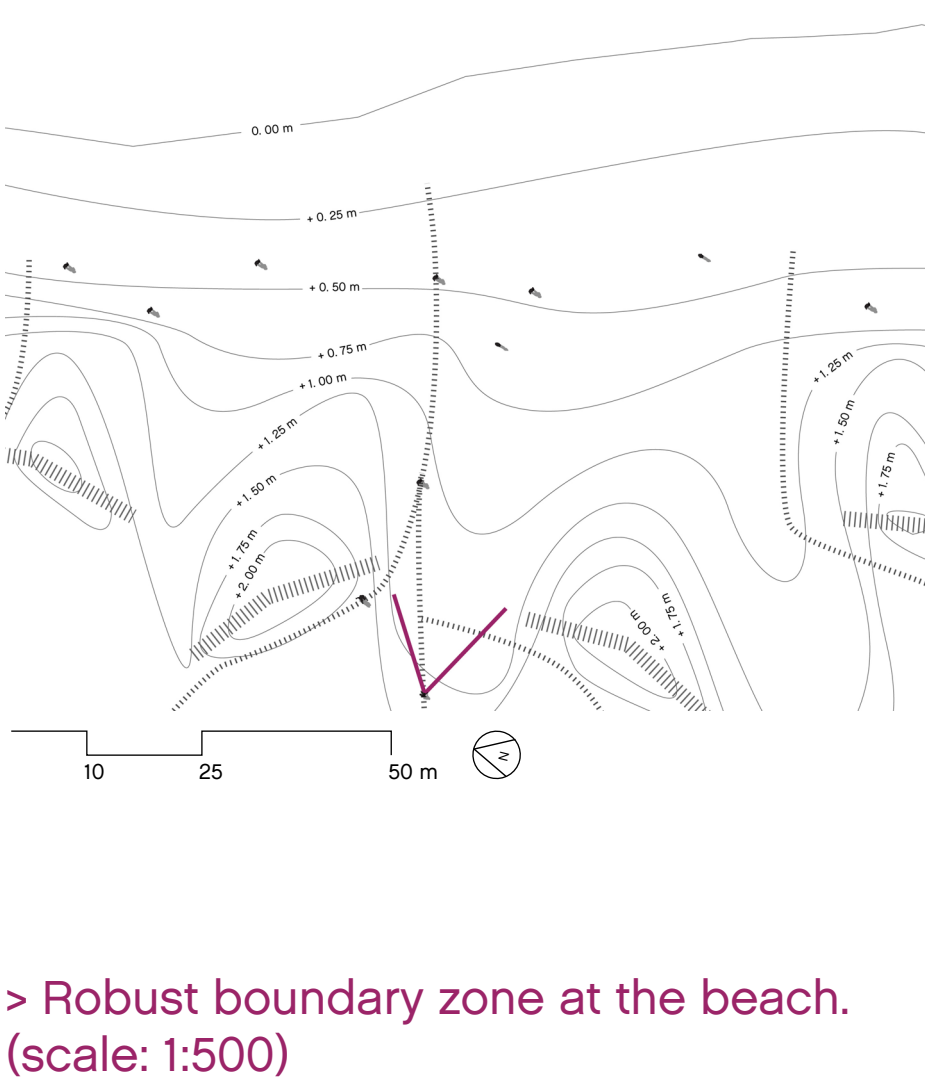 0. 00 m
+ 0. 25 m
+ 0. 50 m
+ 0. 75 m
+ 1. 00 m
+ 1. 25 m
+ 1. 50 m
+ 1. 75 m
+ 2. 00 m
+ 1. 25 m
+ 1. 50 m
+ 1. 75 m
+ 2. 00 m
+ 1. 75 m
10
25
50 m
N
> Robust boundary zone at the beach.
(scale: 1:500)